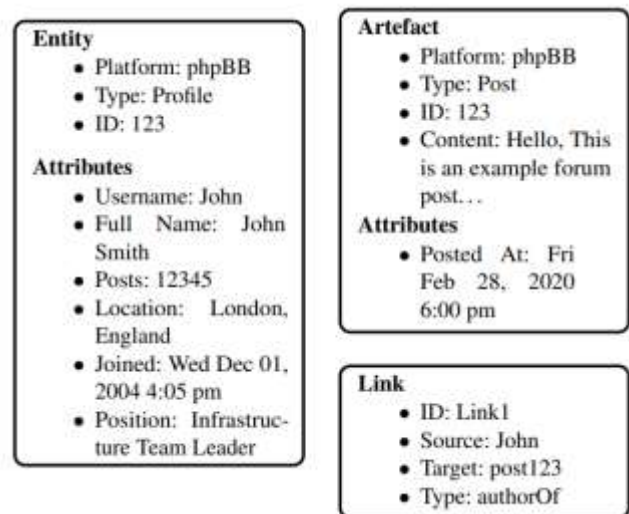 Entity
• Platform: phpBB
• Type: Profile
• ID: 123
Attributes
• Username: John
• Full Name: John
Smith
• Posts: 12345
• Location: London,
England
• Joined: Wed Dec 01,
2004 4:05 pm
• Position: Infrastruc-
ture Team Leader
Artefact
• Platform: phpBB
• Type: Post
• ID: 123
• Content: Hello, This
is an example forum
post...
Attributes
• Posted At: Fri
Feb 28, 2020
6:00 pm
Link
• ID: Link1
• Source: John
• Target: post123
• Type: authorOf